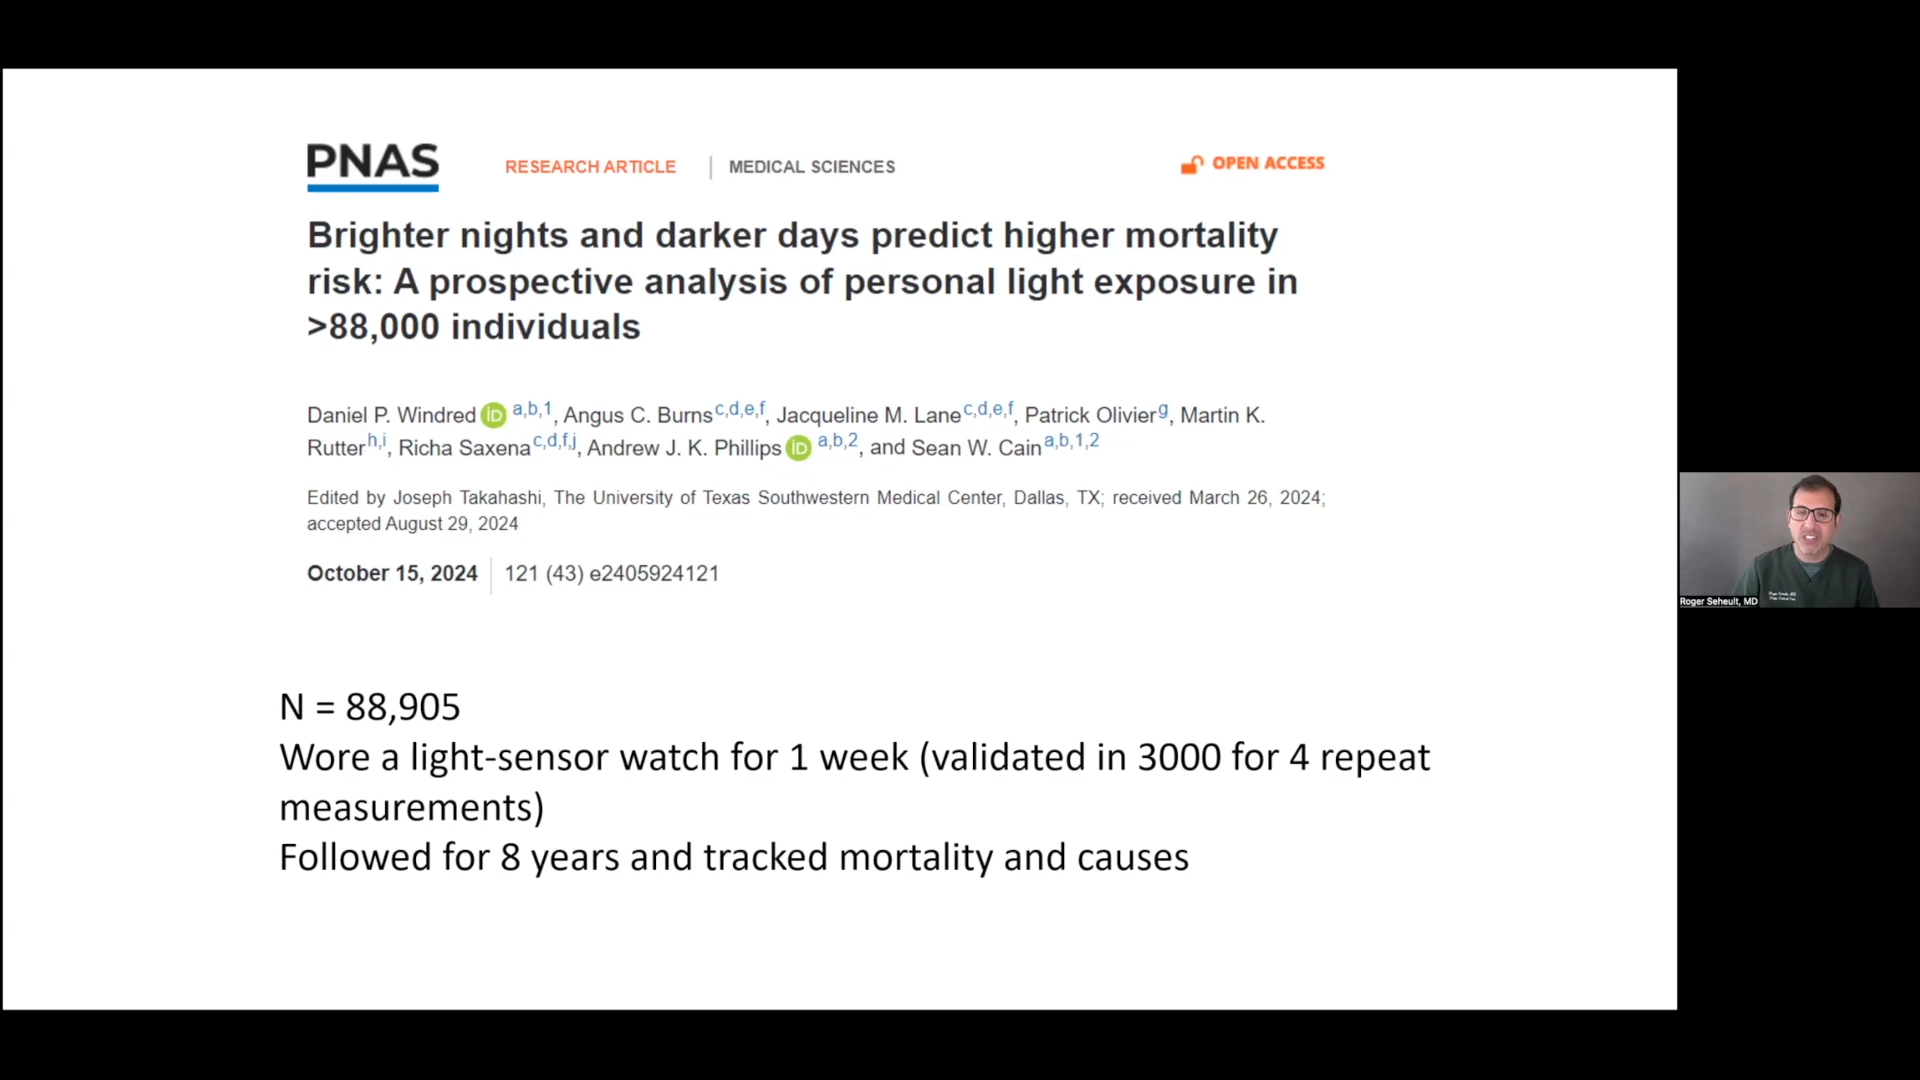 PNAS
RESEARCH ARTICLE | MEDICAL SCIENCES
OPEN ACCESS
Brighter nights and darker days predict higher mortality
risk: A prospective analysis of personal light exposure in
>88,000 individuals
Daniel P. Windred iD a,b,1, Angus C. Burns c,d,e,f, Jacqueline M. Lane c,d,e,f, Patrick Olivier g, Martin K.
Rutter h,i, Richa Saxena c,d,f,j, Andrew J. K. Phillips iD a,b,2, and Sean W. Cain a,b,1,2
Edited by Joseph Takahashi, The University of Texas Southwestern Medical Center, Dallas, TX; received March 26, 2024;
accepted August 29, 2024
October 15, 2024 | 121 (43) e2405924121
N = 88,905
Wore a light-sensor watch for 1 week (validated in 3000 for 4 repeat
measurements)
Followed for 8 years and tracked mortality and causes
Roger Seheult, MD